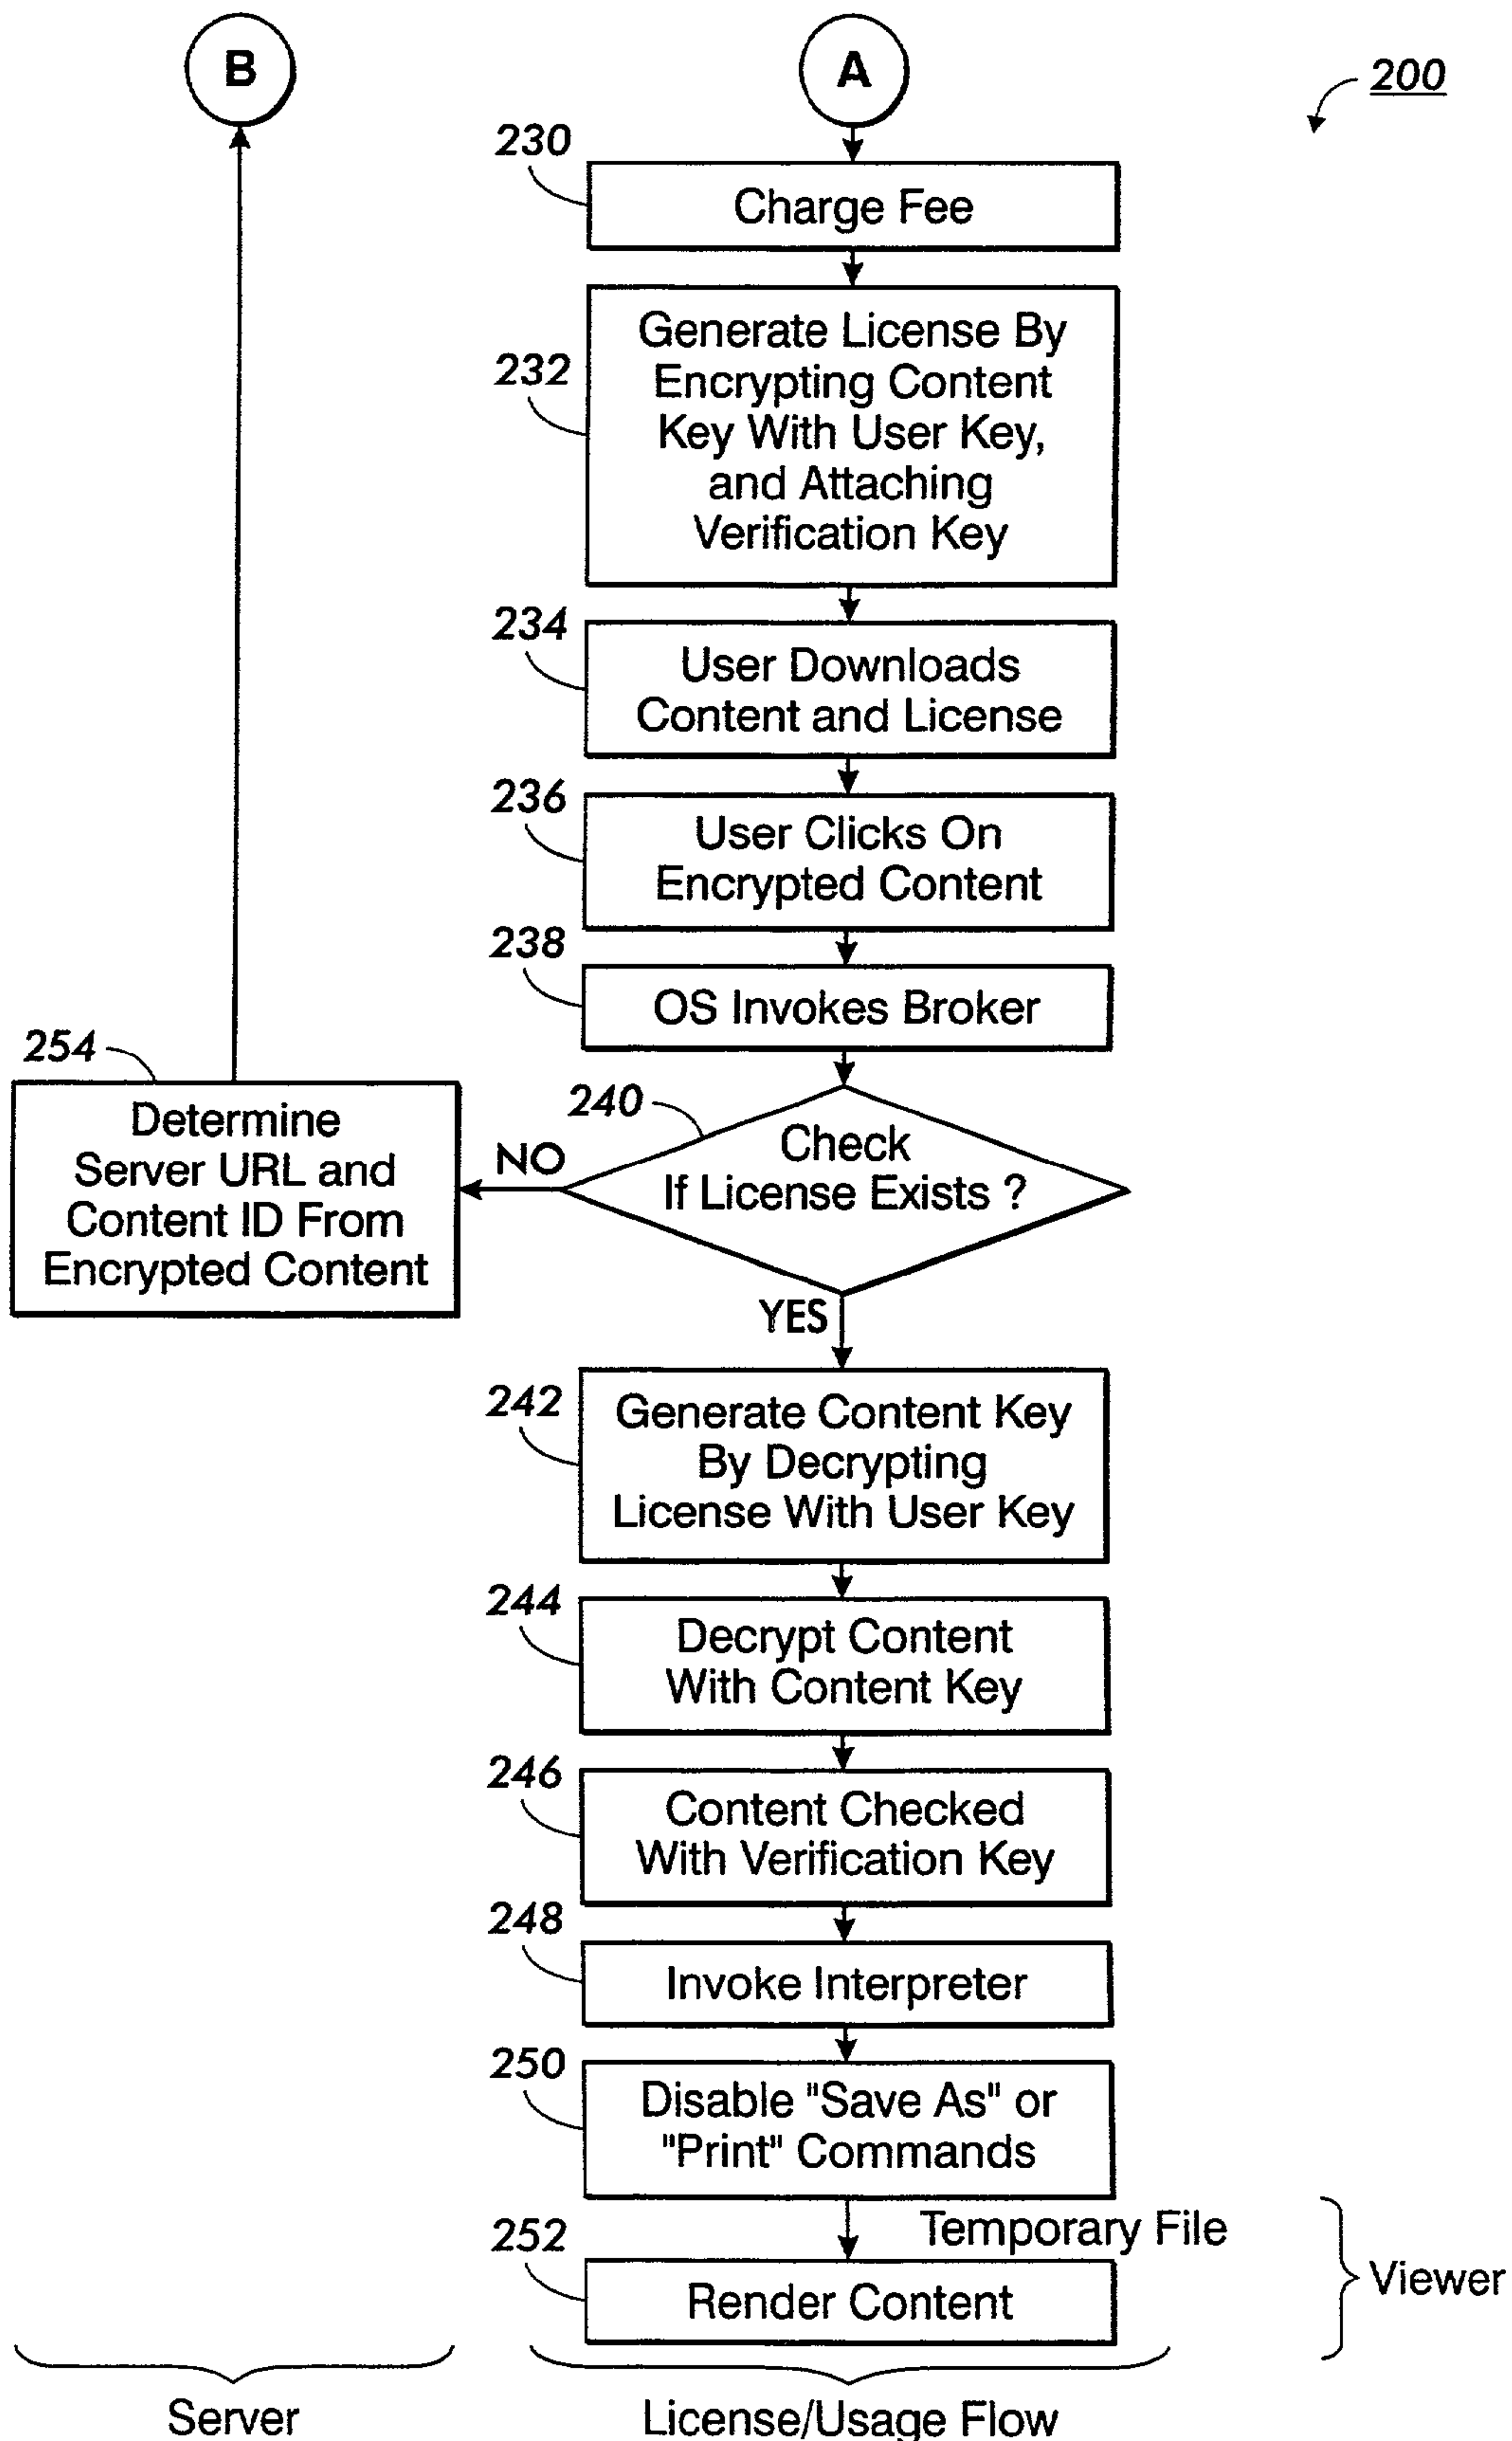 B
A
200
230
Charge Fee
232
Generate License By
Encrypting Content
Key With User Key,
and Attaching
Verification Key
234
User Downloads
Content and License
236
User Clicks On
Encrypted Content
238
OS Invokes Broker
254
Determine
Server URL and
Content ID From
Encrypted Content
NO
240
Check
If License Exists ?
YES
242
Generate Content Key
By Decrypting
License With User Key
244
Decrypt Content
With Content Key
246
Content Checked
With Verification Key
248
Invoke Interpreter
250
Disable "Save As" or
"Print" Commands
Temporary File
252
Render Content
Viewer
Server
License/Usage Flow